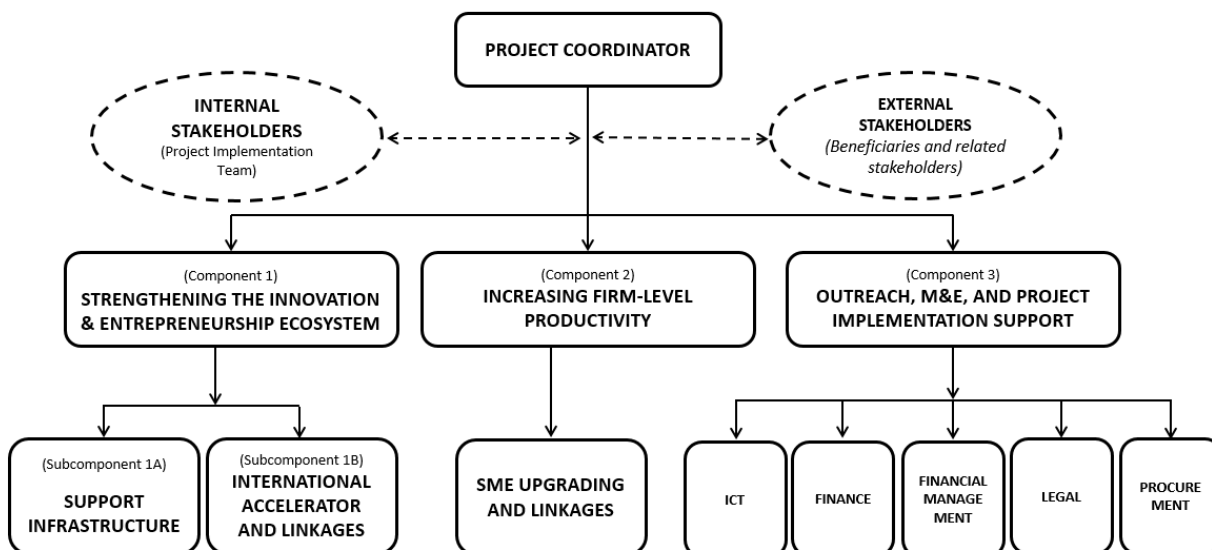 PROJECT COORDINATOR
INTERNAL
STAKEHOLDERS
(Project Implementation
Team)
EXTERNAL
STAKEHOLDERS
(Beneficiaries and related
stakeholders)
(Component 1)
STRENGTHENING THE INNOVATION
& ENTREPRENEURSHIP ECOSYSTEM
(Component 2)
INCREASING FIRM-LEVEL
PRODUCTIVITY
(Component 3)
OUTREACH, M&E, AND PROJECT
IMPLEMENTATION SUPPORT
(Subcomponent 1A)
SUPPORT
INFRASTRUCTURE
(Subcomponent 1B)
INTERNATIONAL
ACCELERATOR
AND LINKAGES
SME UPGRADING
AND LINKAGES
ICT
FINANCE
FINANCIAL
MANAGE
MENT
LEGAL
PROCURE
MENT